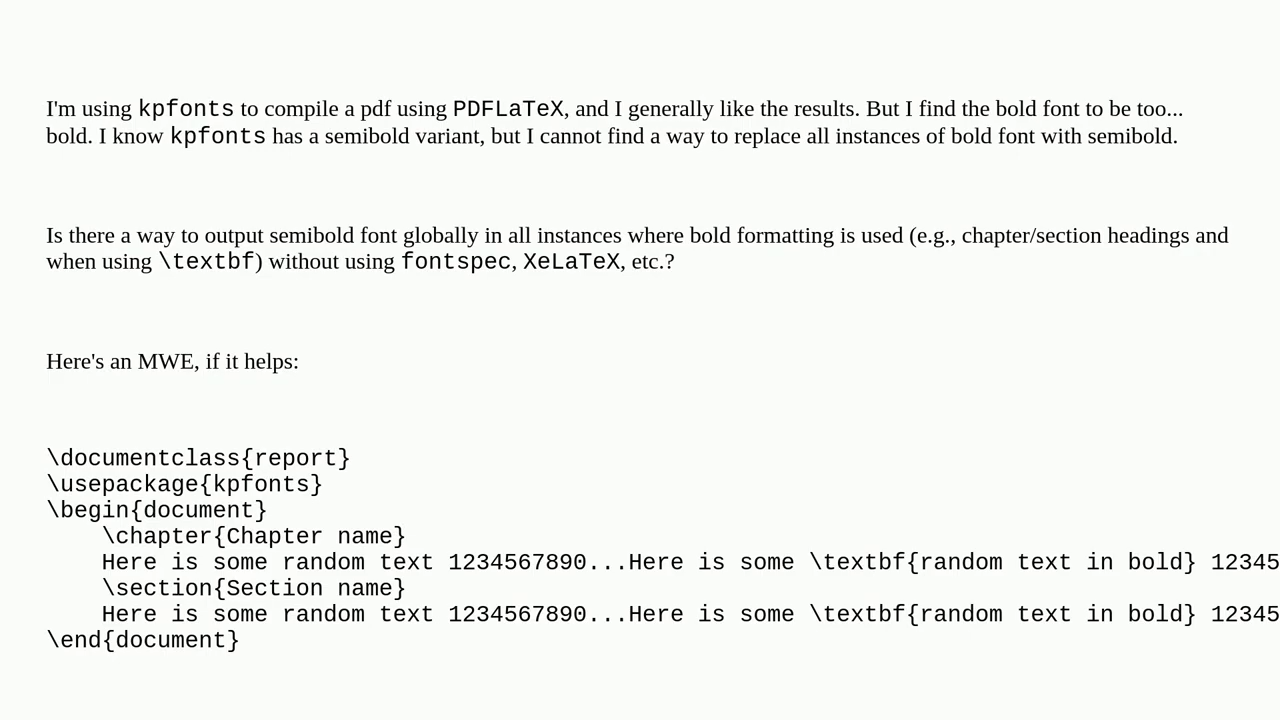 I'm using kpfonts to compile a pdf using PDFLaTeX, and I generally like the results. But I find the bold font to be too...
bold. I know kpfonts has a semibold variant, but I cannot find a way to replace all instances of bold font with semibold.
Is there a way to output semibold font globally in all instances where bold formatting is used (e.g., chapter/section headings and
when using \textbf) without using fontspec, XeLaTeX, etc.?
Here's an MWE, if it helps:
\documentclass{report}
\usepackage{kpfonts}
\begin{document}
    \chapter{Chapter name}
    Here is some random text 1234567890...Here is some \textbf{random text in bold} 12345
    \section{Section name}
    Here is some random text 1234567890...Here is some \textbf{random text in bold} 12345
\end{document}